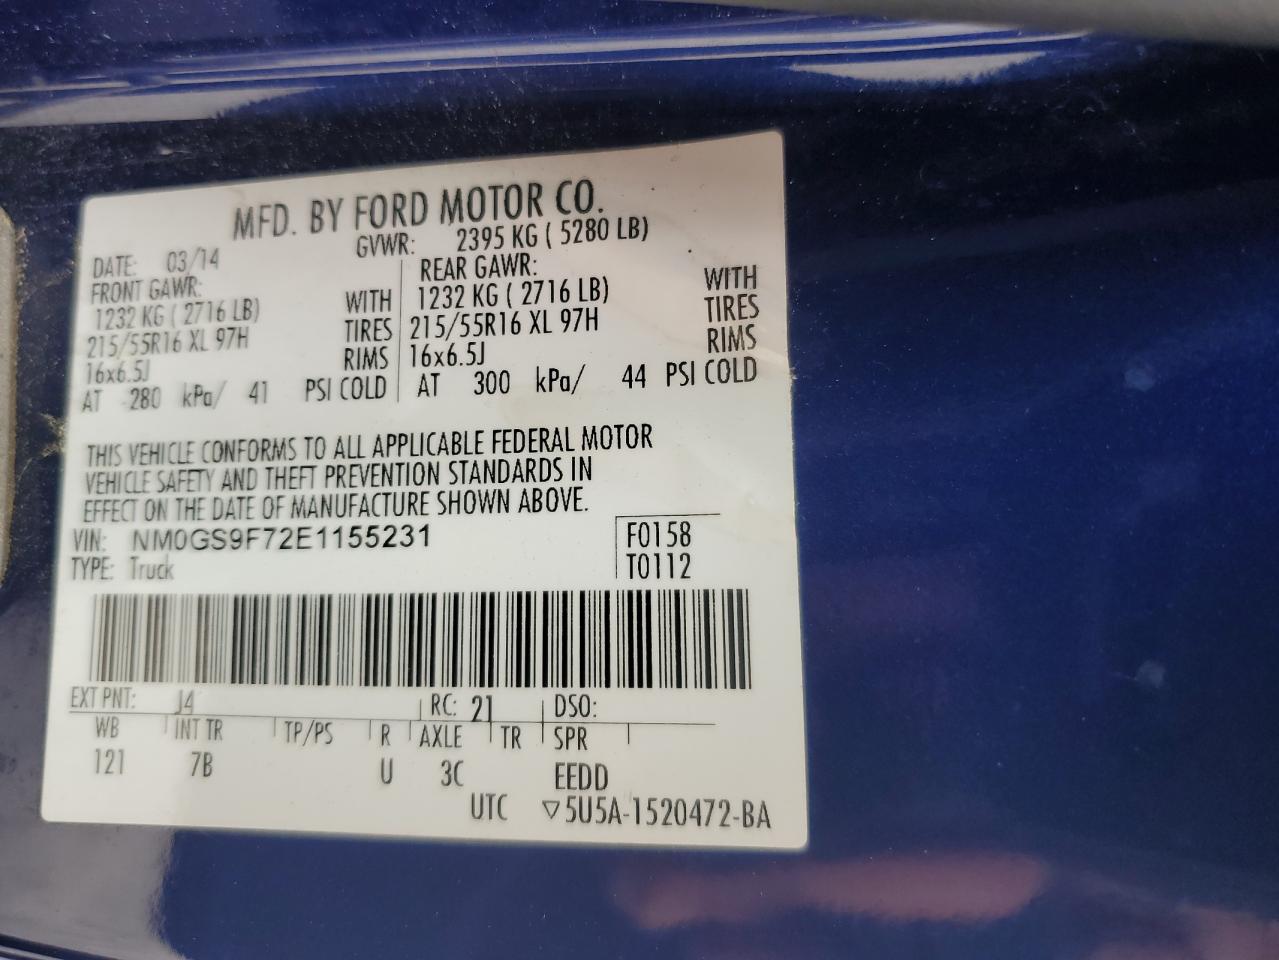 MFD. BY FORD MOTOR CO.
DATE: 03/14 GVWR: 2395 KG ( 5280 LB)
FRONT GAWR: REAR GAWR:
1232 KG ( 2716 LB) WITH 1232 KG ( 2716 LB) WITH
215/55R16 XL 97H TIRES 215/55R16 XL 97H TIRES
16x6.5J RIMS 16x6.5J RIMS
AT 280 kPa/ 41 PSI COLD AT 300 kPa/ 44 PSI COLD
THIS VEHICLE CONFORMS TO ALL APPLICABLE FEDERAL MOTOR
VEHICLE SAFETY AND THEFT PREVENTION STANDARDS IN
EFFECT ON THE DATE OF MANUFACTURE SHOWN ABOVE.
VIN: NM0GS9F72E1155231 F0158
TYPE: Truck T0112
EXT PNT: J4 RC: 21 DSO:
WB INT TR TP/PS R AXLE TR SPR
121 7B U 3C EEDD
UTC ▽5U5A-1520472-BA